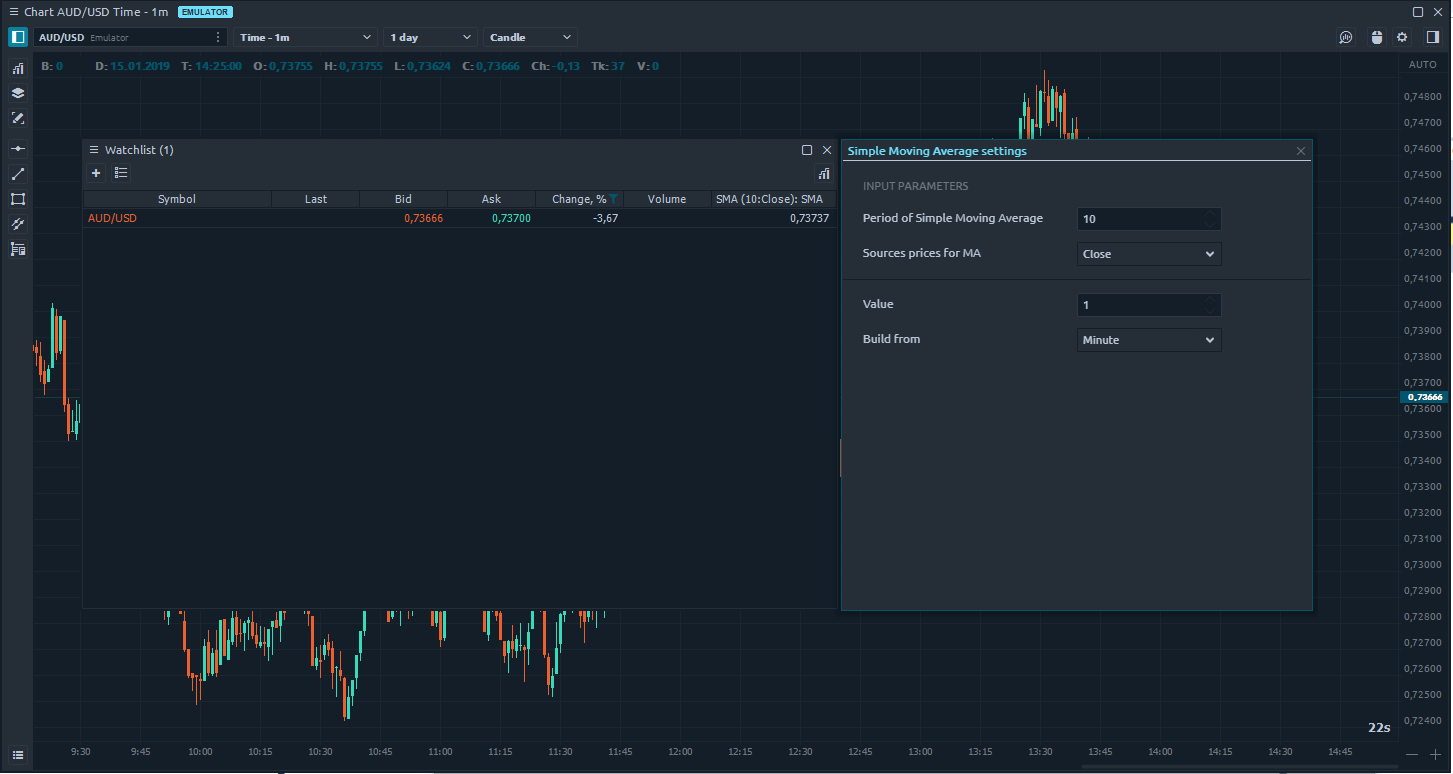 Chart AUD/USD Time - 1m EMULATOR
AUD/USD Emulator Time - 1m 1 day Candle
B: 0 D: 15.01.2019 T: 14:25:00 O: 0,73755 H: 0,73755 L: 0,73624 C: 0,73666 Ch: -0,13 Tk: 37 V: 0
AUTO
Watchlist (1)
Symbol Last Bid Ask Change, % Volume SMA (10:Close): SMA
AUD/USD 0,73666 0,73700 -3,67 0,73737
Simple Moving Average settings
INPUT PARAMETERS
Period of Simple Moving Average 10
Sources prices for MA Close
Value 1
Build from Minute
0,74800
0,74700
0,74600
0,74500
0,74400
0,74300
0,74200
0,74100
0,74000
0,73900
0,73800
0,73700
0,73666
0,73600
0,73500
0,73400
0,73300
0,73200
0,73100
0,73000
0,72900
0,72800
0,72700
0,72600
0,72500
0,72400
22s
9:30 9:45 10:00 10:15 10:30 10:45 11:00 11:15 11:30 11:45 12:00 12:15 12:30 12:45 13:00 13:15 13:30 13:45 14:00 14:15 14:30 14:45